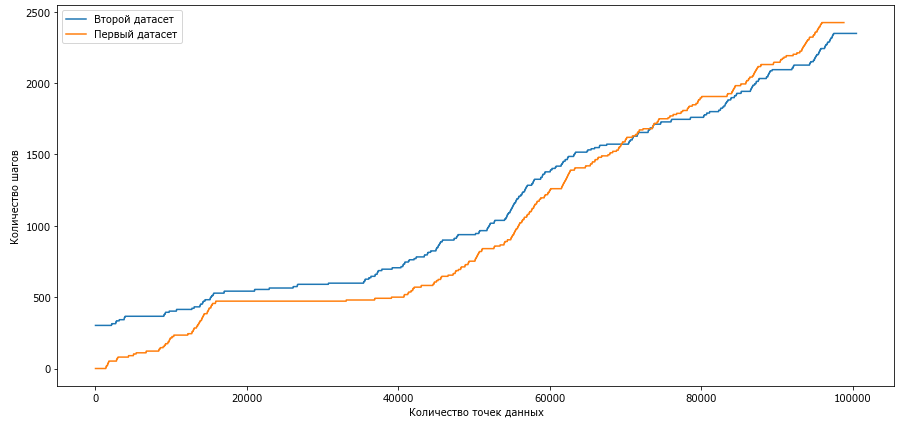 Второй датасет
Первый датасет
2500
2000
1500
1000
500
0
Количество шагов
0 20000 40000 60000 80000 100000
Количество точек данных